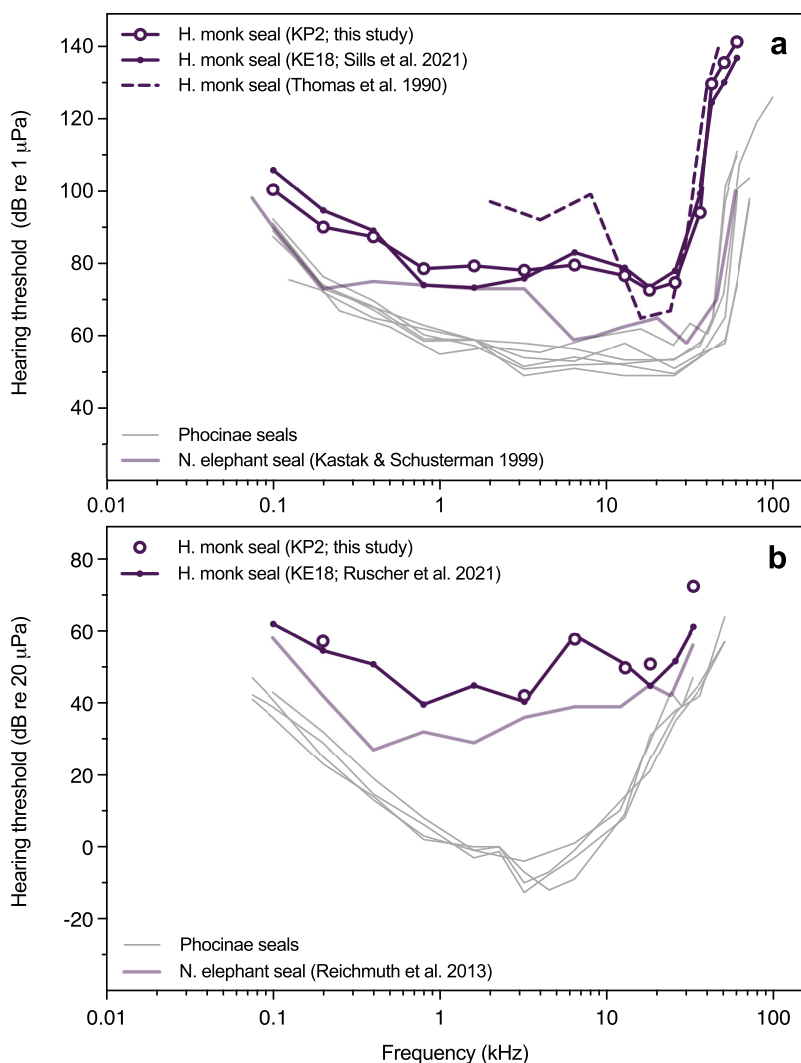 H. monk seal (KP2; this study)
H. monk seal (KE18; Sills et al. 2021)
H. monk seal (Thomas et al. 1990)
a
140
120
100
80
60
40
Hearing threshold (dB re 1 µPa)
Phocinae seals
N. elephant seal (Kastak & Schusterman 1999)
0.01 0.1 1 10 100
H. monk seal (KP2; this study)
H. monk seal (KE18; Ruscher et al. 2021)
b
80
60
40
20
0
-20
Hearing threshold (dB re 20 µPa)
Phocinae seals
N. elephant seal (Reichmuth et al. 2013)
0.01 0.1 1 10 100
Frequency (kHz)